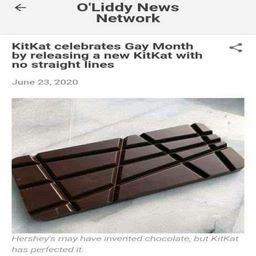 O'Liddy News
Network
KitKat celebrates Gay Month
by releasing a new KitKat with
no straight lines
June 23, 2020
Hershey's may have invented chocolate, but KitKat
has perfected it.